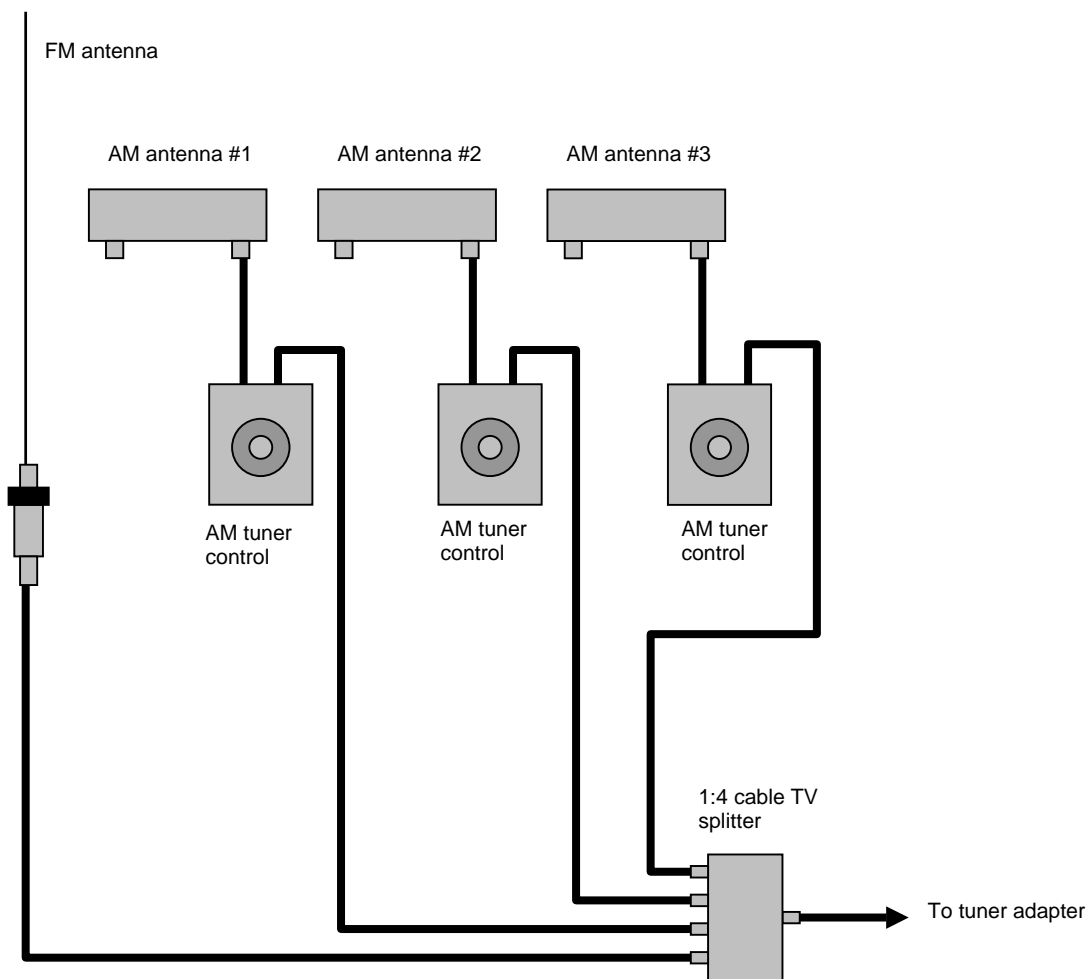 FM antenna
AM antenna #1
AM antenna #2
AM antenna #3
AM tuner
control
AM tuner
control
AM tuner
control
1:4 cable TV
splitter
To tuner adapter